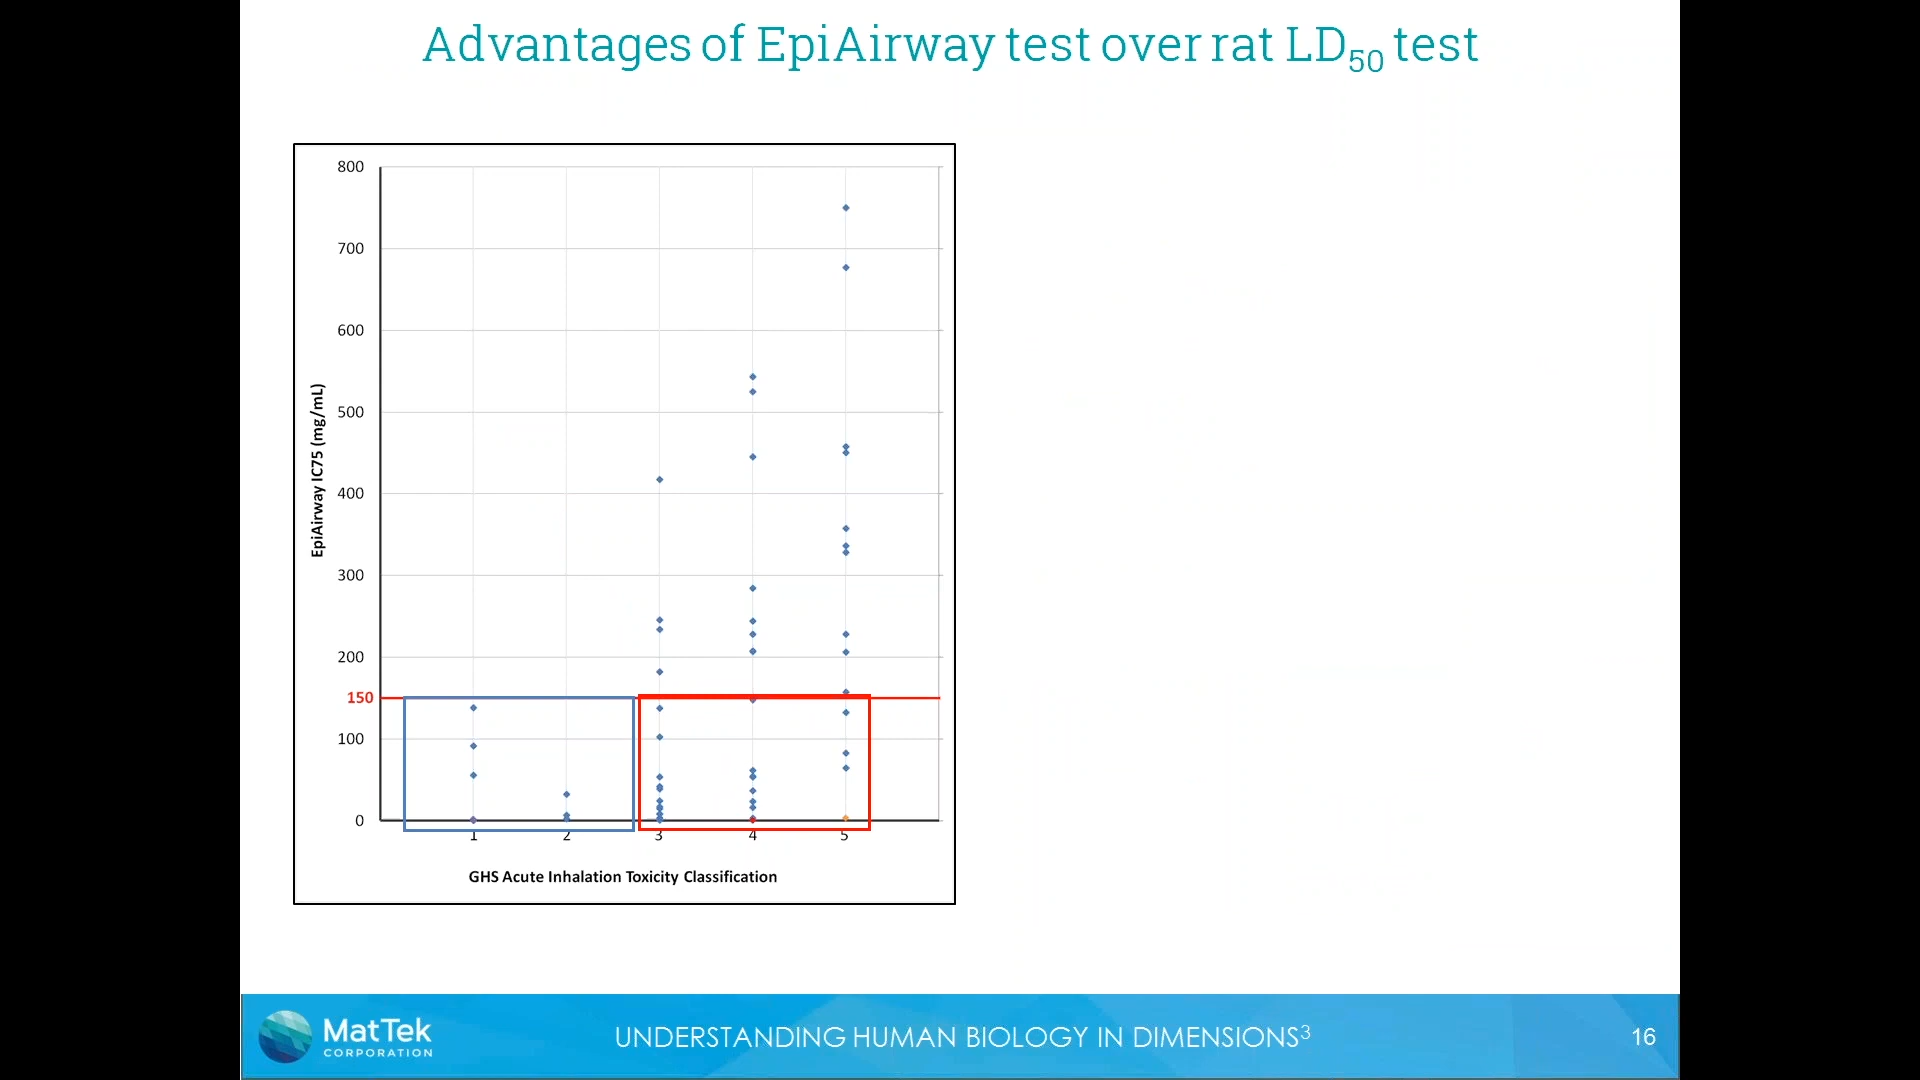 Advantages of EpiAirway test over rat LD50 test
800
700
600
500
400
300
200
150
100
0
EpiAirway IC75 (mg/mL)
1 2 3 4 5
GHS Acute Inhalation Toxicity Classification
MatTek
CORPORATION
UNDERSTANDING HUMAN BIOLOGY IN DIMENSIONS3
16